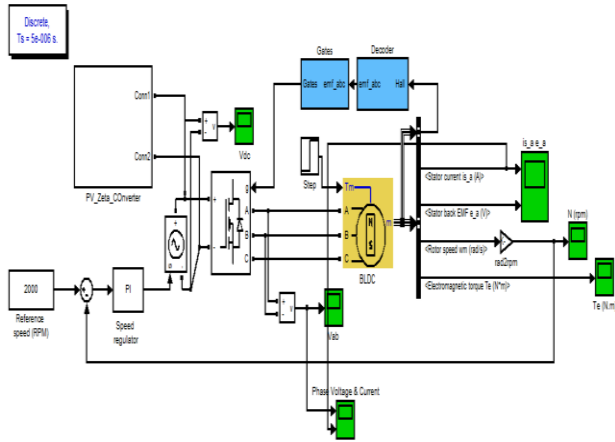 Discrete,
Ts = 5e-006 s.
Gates
Decoder
Conn1
Conn2
PV_Zeta_COnverter
+
-
v
Vdc
Gates
emf_abc
emf_abc
Hall
is_a e_a
Step
g
+
-
A
B
C
Tm
A
B
C
N
S
m
BLDC
<Stator current is_a (A)>
<Stator back EMF e_a (V)>
<Rotor speed wm (rad/s)>
<Electromagnetic torque Te (N*m)>
rad2rpm
N (rpm)
Te (N.m)
s
+
-
2000
Reference
speed (RPM)
PI
Speed
regulator
+
-
v
Vab
Phase Voltage & Current